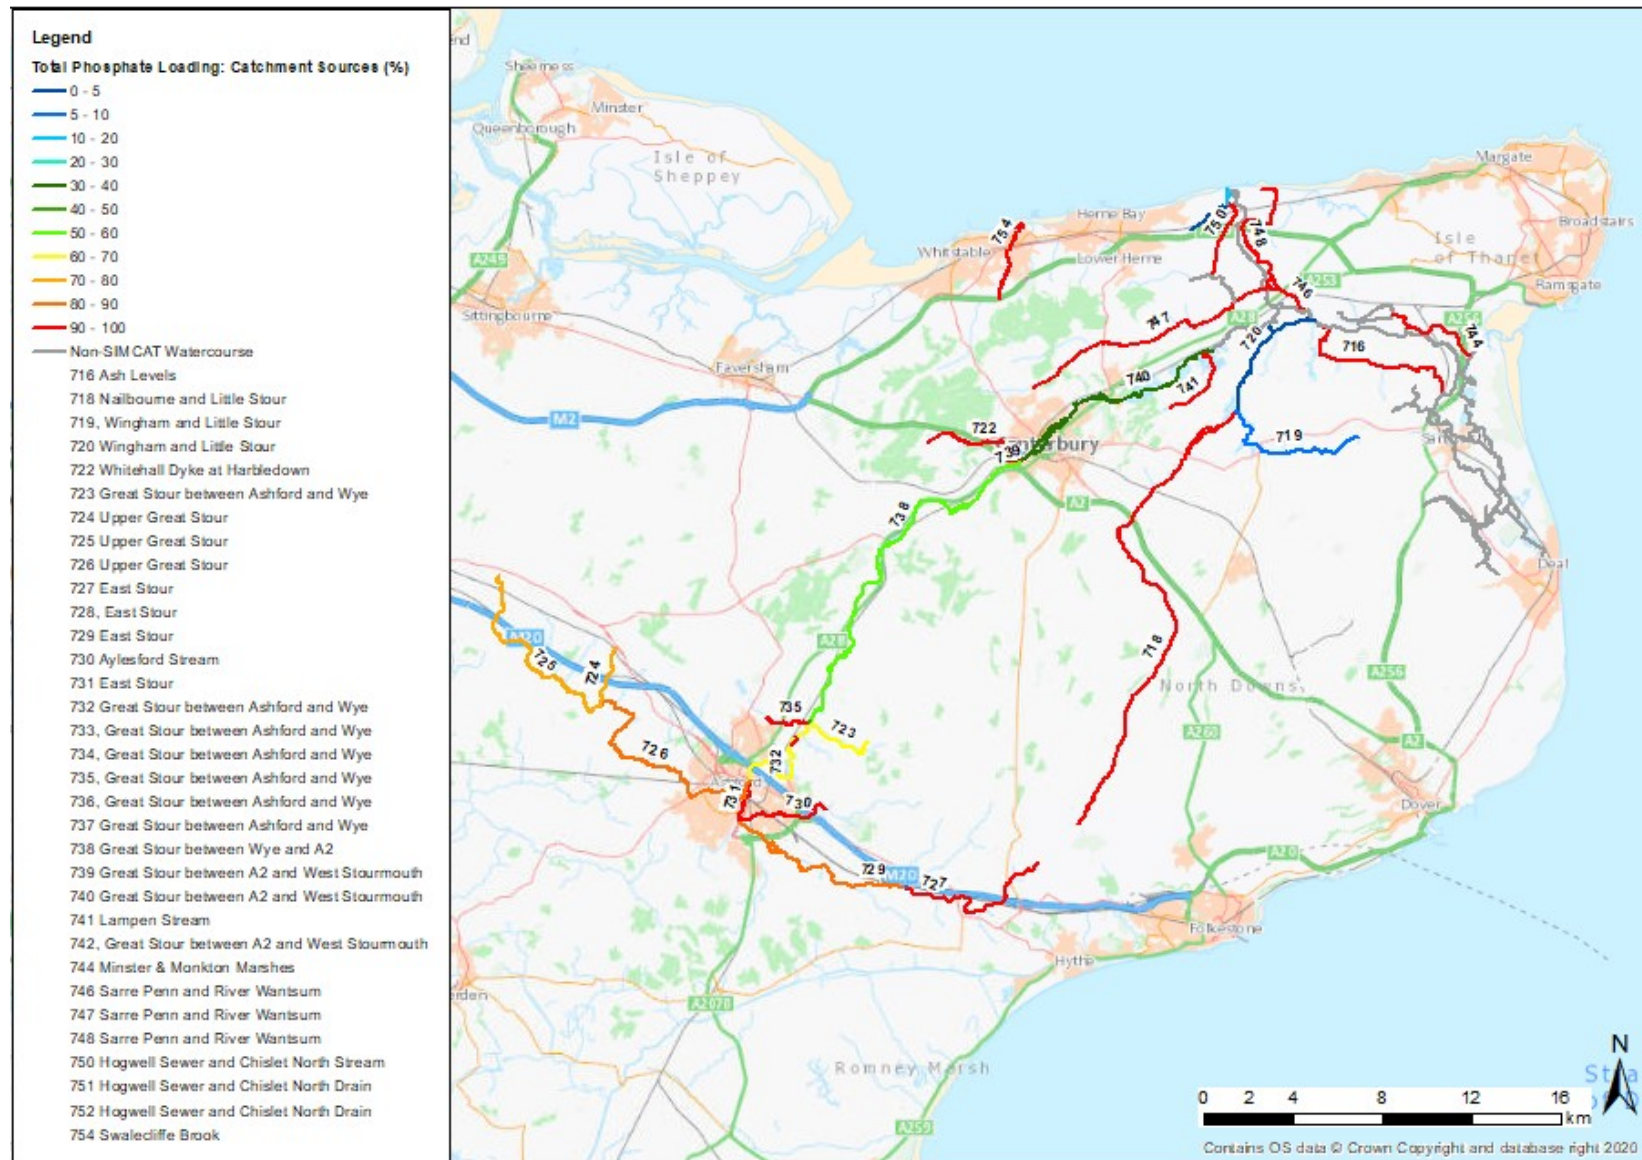 Legend
Total Phosphate Loading: Catchment Sources (%)
0 - 5
5 - 10
10 - 20
20 - 30
30 - 40
40 - 50
50 - 60
60 - 70
70 - 80
80 - 90
90 - 100
Non-SIMCAT Watercourse
716 Ash Levels
718 Nailbourne and Little Stour
719, Wingham and Little Stour
720 Wingham and Little Stour
722 Whitehall Dyke at Harbledown
723 Great Stour between Ashford and Wye
724 Upper Great Stour
725 Upper Great Stour
726 Upper Great Stour
727 East Stour
728, East Stour
729 East Stour
730 Aylesford Stream
731 East Stour
732 Great Stour between Ashford and Wye
733, Great Stour between Ashford and Wye
734, Great Stour between Ashford and Wye
735, Great Stour between Ashford and Wye
736, Great Stour between Ashford and Wye
737 Great Stour between Ashford and Wye
738 Great Stour between Wye and A2
739 Great Stour between A2 and West Stourmouth
740 Great Stour between A2 and West Stourmouth
741 Lampen Stream
742, Great Stour between A2 and West Stourmouth
744 Minster & Monkton Marshes
746 Sarre Penn and River Wantsum
747 Sarre Penn and River Wantsum
748 Sarre Penn and River Wantsum
750 Hogwell Sewer and Chislet North Stream
751 Hogwell Sewer and Chislet North Drain
752 Hogwell Sewer and Chislet North Drain
754 Swalecliffe Brook
Sheerness
Minster
Queenborough
Isle of
Sheppey
Margate
Broadstairs
Isle
of Thanet
Ramsgate
Herne Bay
Whitstable
Lower Herne
754
750
748
A249
A253
746
Sittingbourne
747
A28
720
A256
744
716
Faversham
740
741
M2
722
739
719
A2
738
Deal
M20
725
724
A28
718
North Downs
A256
735
723
A260
A2
726
732
731
730
Dover
729
M20
727
A20
Folkestone
Hythe
A2070
Romney Marsh
A259
N
0 2 4 8 12 16
km
Contains OS data © Crown Copyright and database right 2020